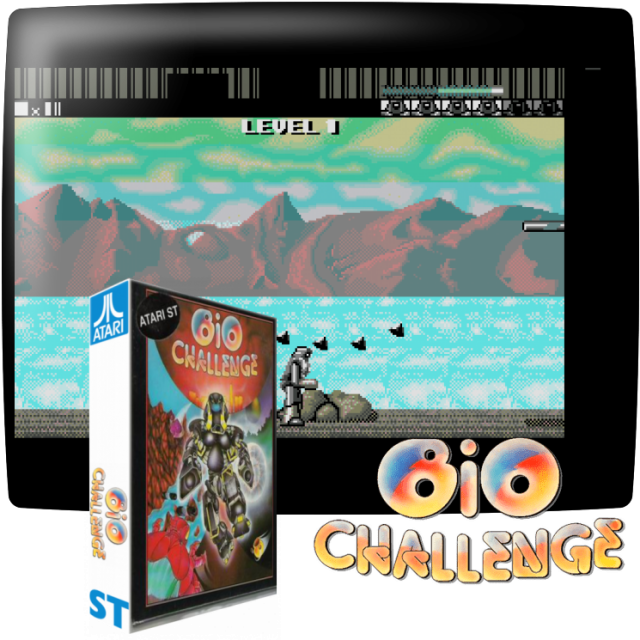 LEVEL 1
ATARI
ATARI ST
BiO
CHALLENGE
BiO
CHALLENGE
ST
BiO
CHALLENGE